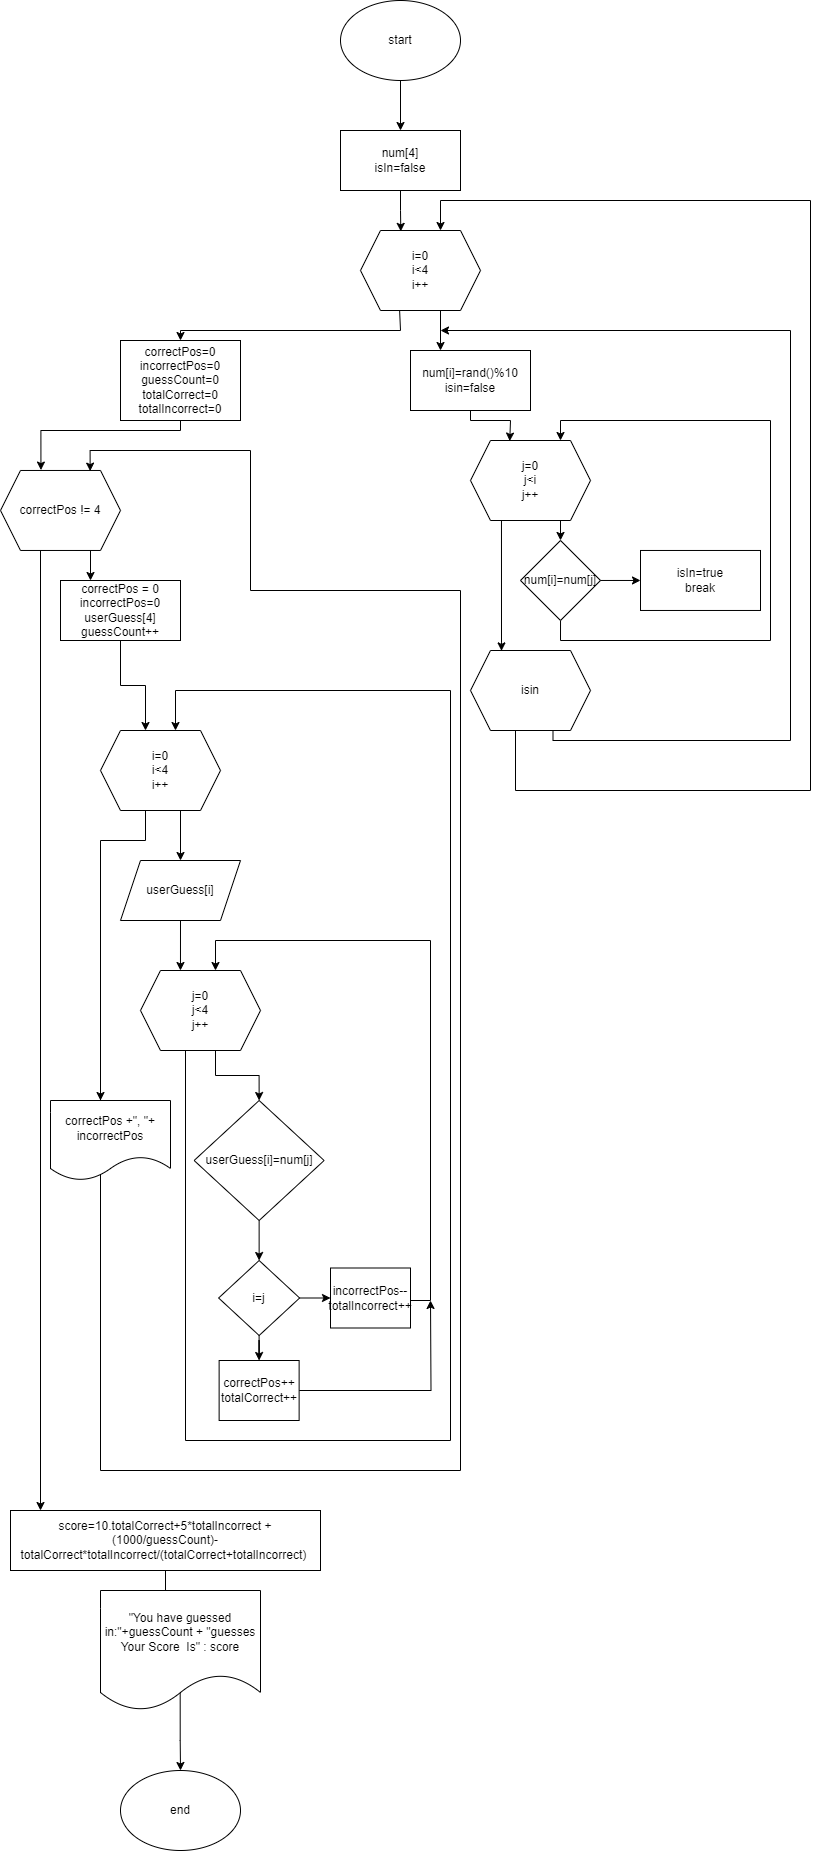 start
num[4]
isIn=false
i=0
i<4
i++
correctPos=0
incorrectPos=0
guessCount=0
totalCorrect=0
totalIncorrect=0
num[i]=rand()%10
isin=false
j=0
j<i
j++
num[i]=num[j]
isIn=true
break
isin
correctPos != 4
correctPos = 0
incorrectPos=0
userGuess[4]
guessCount++
i=0
i<4
i++
userGuess[i]
j=0
j<4
j++
correctPos +", "+
incorrectPos
userGuess[i]=num[j]
i=j
incorrectPos--
totalIncorrect++
correctPos++
totalCorrect++
score=10.totalCorrect+5*totalIncorrect +
(1000/guessCount)-
totalCorrect*totalIncorrect/(totalCorrect+totalIncorrect)
"You have guessed
in:"+guessCount + "guesses
Your Score  Is" : score
end